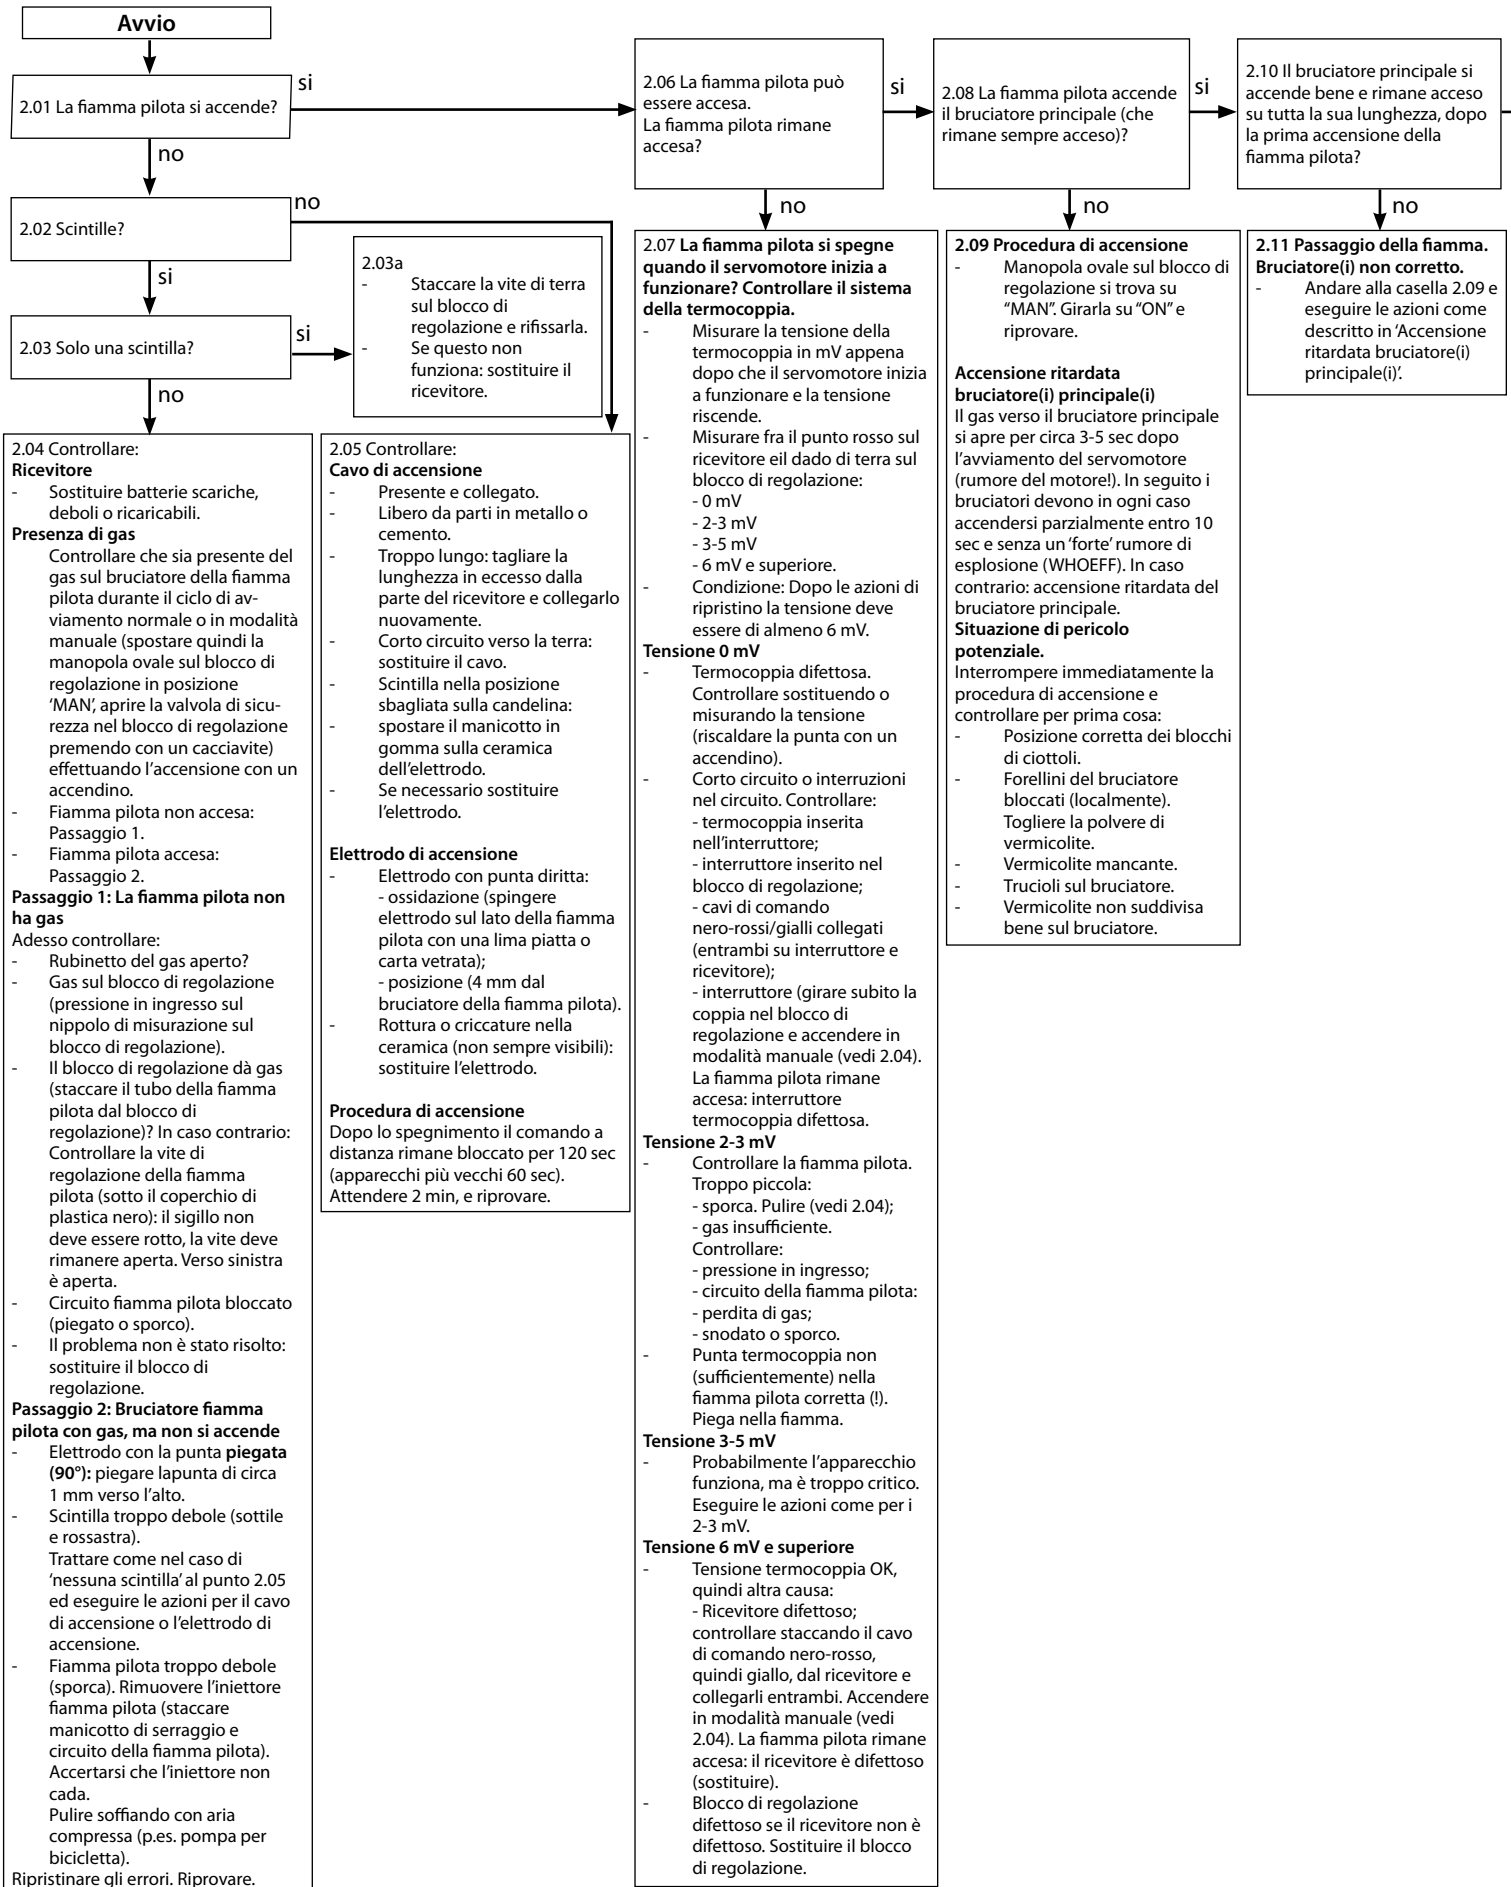 Avvio
2.01 La fiamma pilota si accende?
si
no
2.02 Scintille?
no
si
2.03 Solo una scintilla?
si
no
2.03a
- Staccare la vite di terra
sul blocco di
regolazione e rifissarla.
- Se questo non
funziona: sostituire il
ricevitore.
2.04 Controllare:
Ricevitore
- Sostituire batterie scariche,
deboli o ricaricabili.
Presenza di gas
Controllare che sia presente del
gas sul bruciatore della fiamma
pilota durante il ciclo di av-
viamento normale o in modalità
manuale (spostare quindi la
manopola ovale sul blocco di
regolazione in posizione
‘MAN’, aprire la valvola di sicu-
rezza nel blocco di regolazione
premendo con un cacciavite)
effettuando l’accensione con un
accendino.
- Fiamma pilota non accesa:
Passaggio 1.
- Fiamma pilota accesa:
Passaggio 2.
Passaggio 1: La fiamma pilota non
ha gas
Adesso controllare:
- Rubinetto del gas aperto?
- Gas sul blocco di regolazione
(pressione in ingresso sul
nippolo di misurazione sul
blocco di regolazione).
- Il blocco di regolazione dà gas
(staccare il tubo della fiamma
pilota dal blocco di
regolazione)? In caso contrario:
Controllare la vite di
regolazione della fiamma
pilota (sotto il coperchio di
plastica nero): il sigillo non
deve essere rotto, la vite deve
rimanere aperta. Verso sinistra
è aperta.
- Circuito fiamma pilota bloccato
(piegato o sporco).
- Il problema non è stato risolto:
sostituire il blocco di
regolazione.
Passaggio 2: Bruciatore fiamma
pilota con gas, ma non si accende
- Elettrodo con la punta piegata
(90°): piegare lapunta di circa
1 mm verso l’alto.
- Scintilla troppo debole (sottile
e rossastra).
Trattare come nel caso di
‘nessuna scintilla’ al punto 2.05
ed eseguire le azioni per il cavo
di accensione o l’elettrodo di
accensione.
- Fiamma pilota troppo debole
(sporca). Rimuovere l’iniettore
fiamma pilota (staccare
manicotto di serraggio e
circuito della fiamma pilota).
Accertarsi che l’iniettore non
cada.
Pulire soffiando con aria
compressa (p.es. pompa per
bicicletta).
Ripristinare gli errori. Riprovare.
2.05 Controllare:
Cavo di accensione
- Presente e collegato.
- Libero da parti in metallo o
cemento.
- Troppo lungo: tagliare la
lunghezza in eccesso dalla
parte del ricevitore e collegarlo
nuovamente.
- Corto circuito verso la terra:
sostituire il cavo.
- Scintilla nella posizione
sbagliata sulla candelina:
- spostare il manicotto in
gomma sulla ceramica
dell’elettrodo.
- Se necessario sostituire
l’elettrodo.
Elettrodo di accensione
- Elettrodo con punta diritta:
- ossidazione (spingere
elettrodo sul lato della fiamma
pilota con una lima piatta o
carta vetrata);
- posizione (4 mm dal
bruciatore della fiamma pilota).
- Rottura o criccature nella
ceramica (non sempre visibili):
sostituire l’elettrodo.
Procedura di accensione
Dopo lo spegnimento il comando a
distanza rimane bloccato per 120 sec
(apparecchi più vecchi 60 sec).
Attendere 2 min, e riprovare.
2.06 La fiamma pilota può
essere accesa.
La fiamma pilota rimane
accesa?
si
no
2.07 La fiamma pilota si spegne
quando il servomotore inizia a
funzionare? Controllare il sistema
della termocoppia.
- Misurare la tensione della
termocoppia in mV appena
dopo che il servomotore inizia
a funzionare e la tensione
riscende.
- Misurare fra il punto rosso sul
ricevitore eil dado di terra sul
blocco di regolazione:
- 0 mV
- 2-3 mV
- 3-5 mV
- 6 mV e superiore.
- Condizione: Dopo le azioni di
ripristino la tensione deve
essere di almeno 6 mV.
Tensione 0 mV
- Termocoppia difettosa.
Controllare sostituendo o
misurando la tensione
(riscaldare la punta con un
accendino).
- Corto circuito o interruzioni
nel circuito. Controllare:
- termocoppia inserita
nell’interruttore;
- interruttore inserito nel
blocco di regolazione;
- cavi di comando
nero-rossi/gialli collegati
(entrambi su interruttore e
ricevitore);
- interruttore (girare subito la
coppia nel blocco di
regolazione e accendere in
modalità manuale (vedi 2.04).
La fiamma pilota rimane
accesa: interruttore
termocoppia difettosa.
Tensione 2-3 mV
- Controllare la fiamma pilota.
Troppo piccola:
- sporca. Pulire (vedi 2.04);
- gas insufficiente.
Controllare:
- pressione in ingresso;
- circuito della fiamma pilota:
- perdita di gas;
- snodato o sporco.
- Punta termocoppia non
(sufficientemente) nella
fiamma pilota corretta (!).
Piega nella fiamma.
Tensione 3-5 mV
- Probabilmente l’apparecchio
funziona, ma è troppo critico.
Eseguire le azioni come per i
2-3 mV.
Tensione 6 mV e superiore
- Tensione termocoppia OK,
quindi altra causa:
- Ricevitore difettoso;
controllare staccando il cavo
di comando nero-rosso,
quindi giallo, dal ricevitore e
collegarli entrambi. Accendere
in modalità manuale (vedi
2.04). La fiamma pilota rimane
accesa: il ricevitore è difettoso
(sostituire).
- Blocco di regolazione
difettoso se il ricevitore non è
difettoso. Sostituire il blocco
di regolazione.
2.08 La fiamma pilota accende
il bruciatore principale (che
rimane sempre acceso)?
si
no
2.09 Procedura di accensione
- Manopola ovale sul blocco di
regolazione si trova su
“MAN”. Girarla su “ON” e
riprovare.
Accensione ritardata
bruciatore(i) principale(i)
Il gas verso il bruciatore principale
si apre per circa 3-5 sec dopo
l’avviamento del servomotore
(rumore del motore!). In seguito i
bruciatori devono in ogni caso
accendersi parzialmente entro 10
sec e senza un ‘forte’ rumore di
esplosione (WHOEFF). In caso
contrario: accensione ritardata del
bruciatore principale.
Situazione di pericolo
potenziale.
Interrompere immediatamente la
procedura di accensione e
controllare per prima cosa:
- Posizione corretta dei blocchi
di ciottoli.
- Forellini del bruciatore
bloccati (localmente).
Togliere la polvere di
vermicolite.
- Vermicolite mancante.
- Trucioli sul bruciatore.
- Vermicolite non suddivisa
bene sul bruciatore.
2.10 Il bruciatore principale si
accende bene e rimane acceso
su tutta la sua lunghezza, dopo
la prima accensione della
fiamma pilota?
no
2.11 Passaggio della fiamma.
Bruciatore(i) non corretto.
- Andare alla casella 2.09 e
eseguire le azioni come
descritto in ‘Accensione
ritardata bruciatore(i)
principale(i)’.